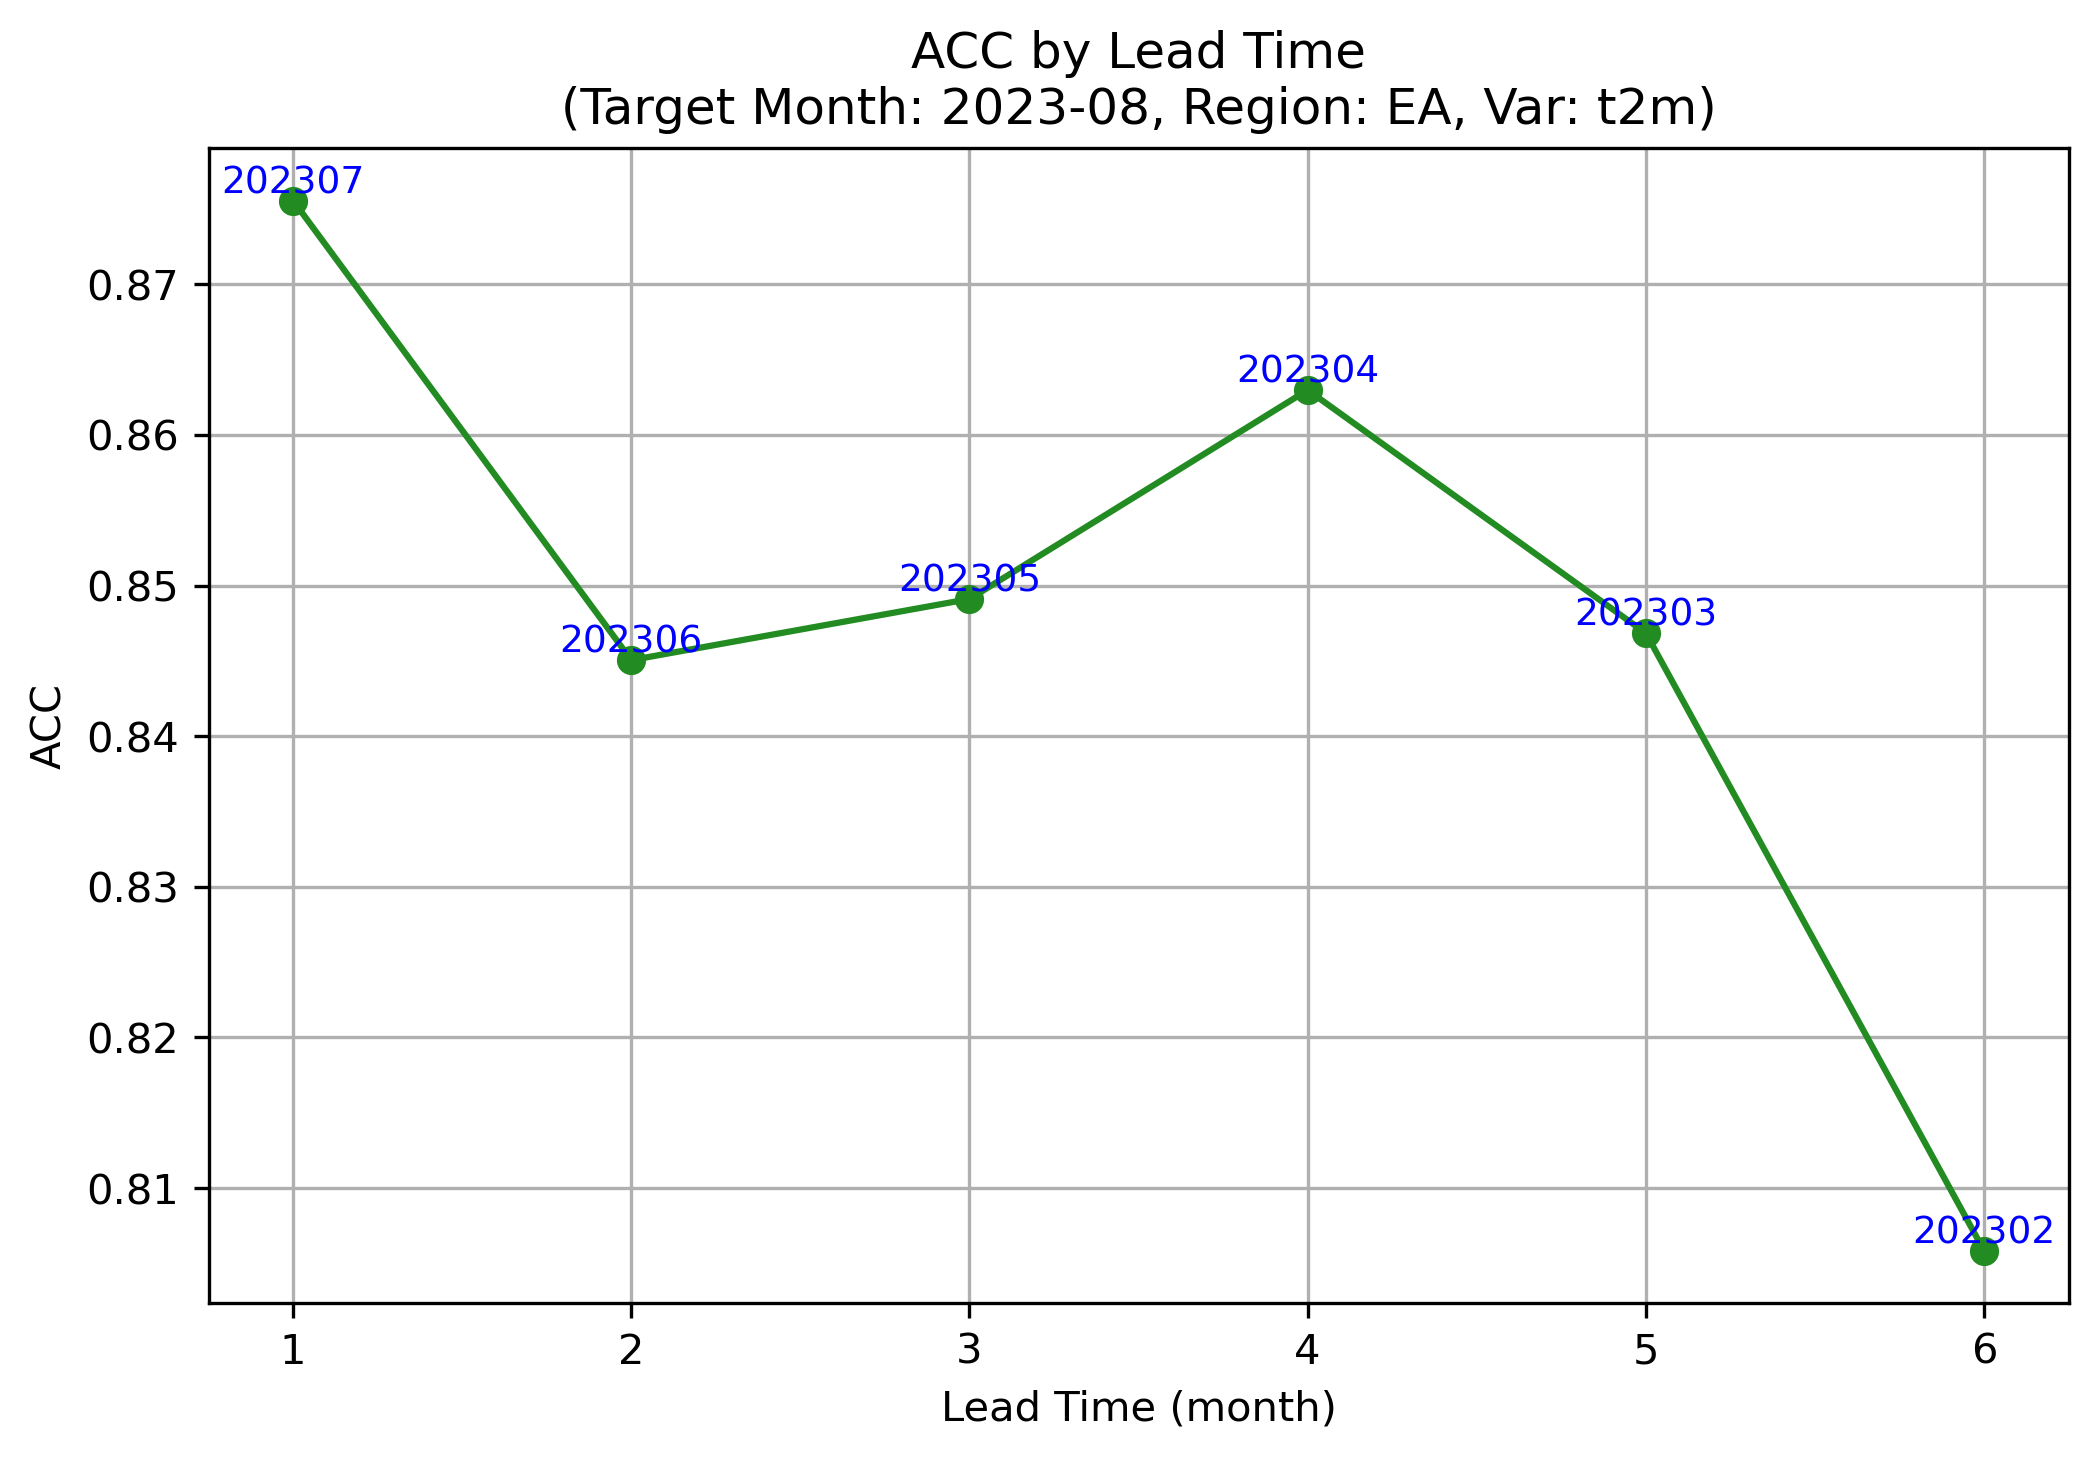 ACC by Lead Time
(Target Month: 2023-08, Region: EA, Var: t2m)
202307
0.87
202304
0.86
202305
0.85
202303
202306
0.84
ACC
0.83
0.82
0.81
202302
1 2 3 4 5 6
Lead Time (month)